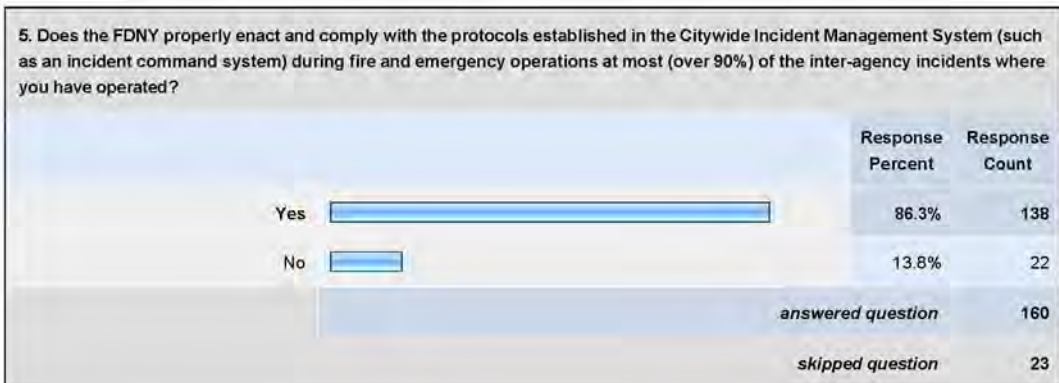 5. Does the FDNY properly enact and comply with the protocols established in the Citywide Incident Management System (such
as an incident command system) during fire and emergency operations at most (over 90%) of the inter-agency incidents where
you have operated?
Response Percent Response Count
Yes 86.3% 138
No 13.8% 22
answered question 160
skipped question 23